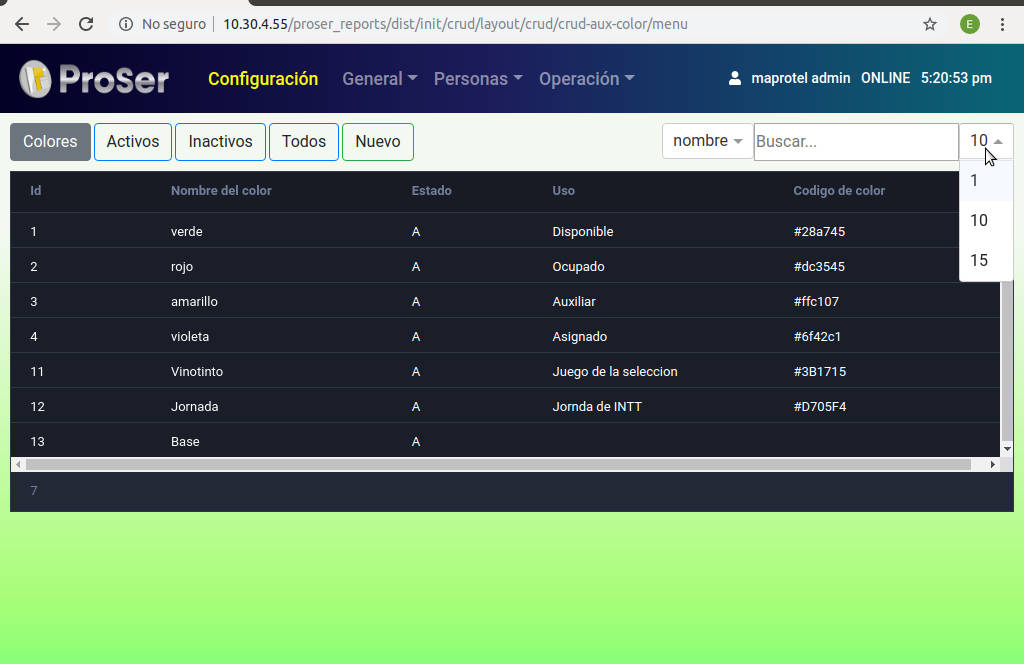 No seguro 10.30.4.55/proser_reports/dist/init/crud/layout/crud/crud-aux-color/menu E
ProSer Configuración General Personas Operación maprotel admin ONLINE 5:20:53 pm
Colores Activos Inactivos Todos Nuevo nombre Buscar... 10
1
10
15
Id Nombre del color Estado Uso Codigo de color
1 verde A Disponible #28a745
2 rojo A Ocupado #dc3545
3 amarillo A Auxiliar #ffc107
4 violeta A Asignado #6f42c1
11 Vinotinto A Juego de la seleccion #3B1715
12 Jornada A Jornda de INTT #D705F4
13 Base A
7